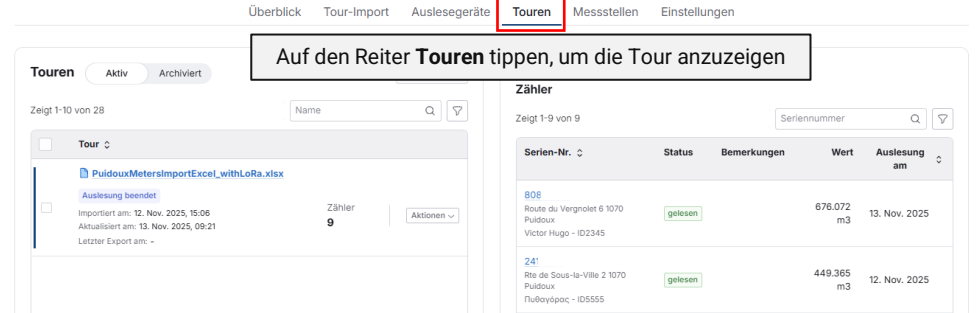 Überblick Tour-Import Auslesegeräte Touren Messstellen Einstellungen
Auf den Reiter Touren tippen, um die Tour anzuzeigen
Touren Aktiv Archiviert
Zeigt 1-10 von 28 Name
Tour
PuidouxMetersImportExcel_withLoRa.xlsx
Auslesung beendet
Importiert am: 12. Nov. 2025, 15:06
Aktualisiert am: 13. Nov. 2025, 09:21
Letzter Export am: -
Zähler
9
Aktionen
Zähler
Zeigt 1-9 von 9 Seriennummer
Serien-Nr. Status Bemerkungen Wert Auslesung
am
808
Route du Vergnolet 6 1070
Puidoux
Victor Hugo - ID2345
gelesen
676.072
m3
13. Nov. 2025
241
Rte de Sous-la-Ville 2 1070
Puidoux
Πυθαγόρας - ID5555
gelesen
449.365
m3
12. Nov. 2025